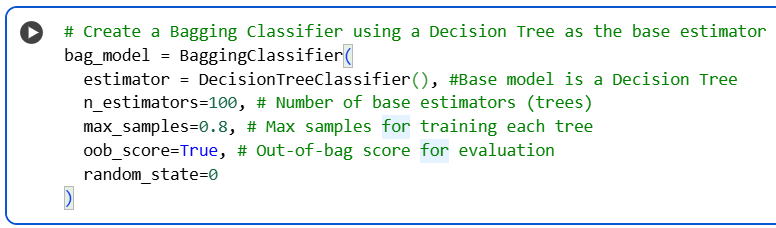 # Create a Bagging Classifier using a Decision Tree as the base estimator
bag_model = BaggingClassifier(
  estimator = DecisionTreeClassifier(), #Base model is a Decision Tree
  n_estimators=100, # Number of base estimators (trees)
  max_samples=0.8, # Max samples for training each tree
  oob_score=True, # Out-of-bag score for evaluation
  random_state=0
)